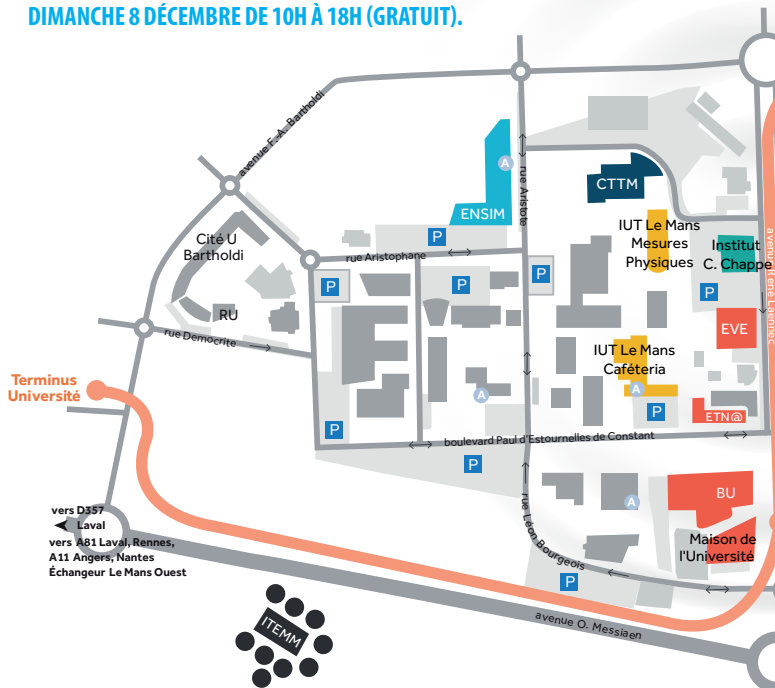 DIMANCHE 8 DÉCEMBRE DE 10H À 18H (GRATUIT).
avenue F.-A. Bartholdi
A
rue Aristote
CTTM
ENSIM
P
IUT Le Mans
Mesures
Physiques
Institut
C. Chappe
avenue René Laennec
Cité U
Bartholdi
rue Aristophane
P
P
P
P
RU
EVE
rue Democrite
IUT Le Mans
Caféteria
Terminus
Université
A
A
P
ETN@
P
boulevard Paul d'Estournelles de Constant
P
BU
A
rue Léon Bourgeois
vers D357
Laval
vers A81 Laval, Rennes,
A11 Angers, Nantes
Échangeur Le Mans Ouest
Maison de
l'Université
P
avenue O. Messiaen
ITEMM